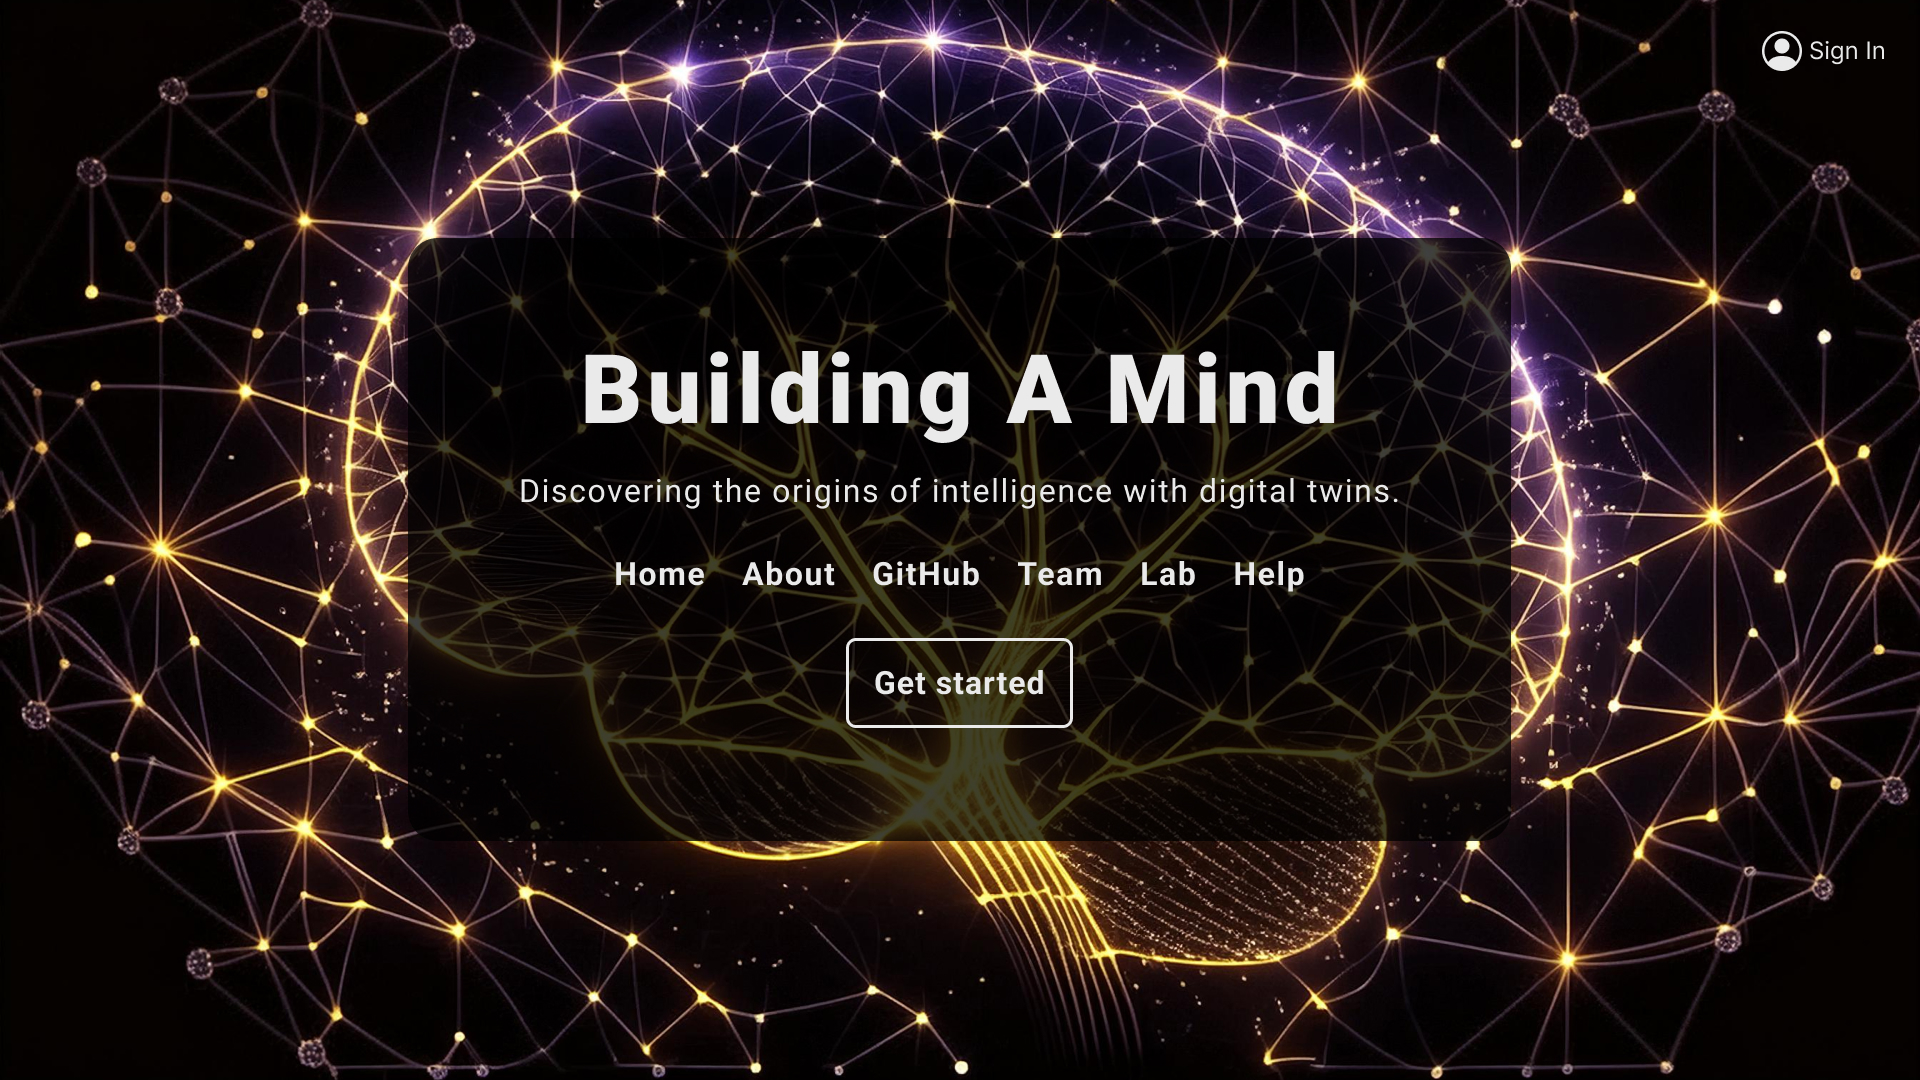 Sign In
Building A Mind
Discovering the origins of intelligence with digital twins.
Home About GitHub Team Lab Help
Get started